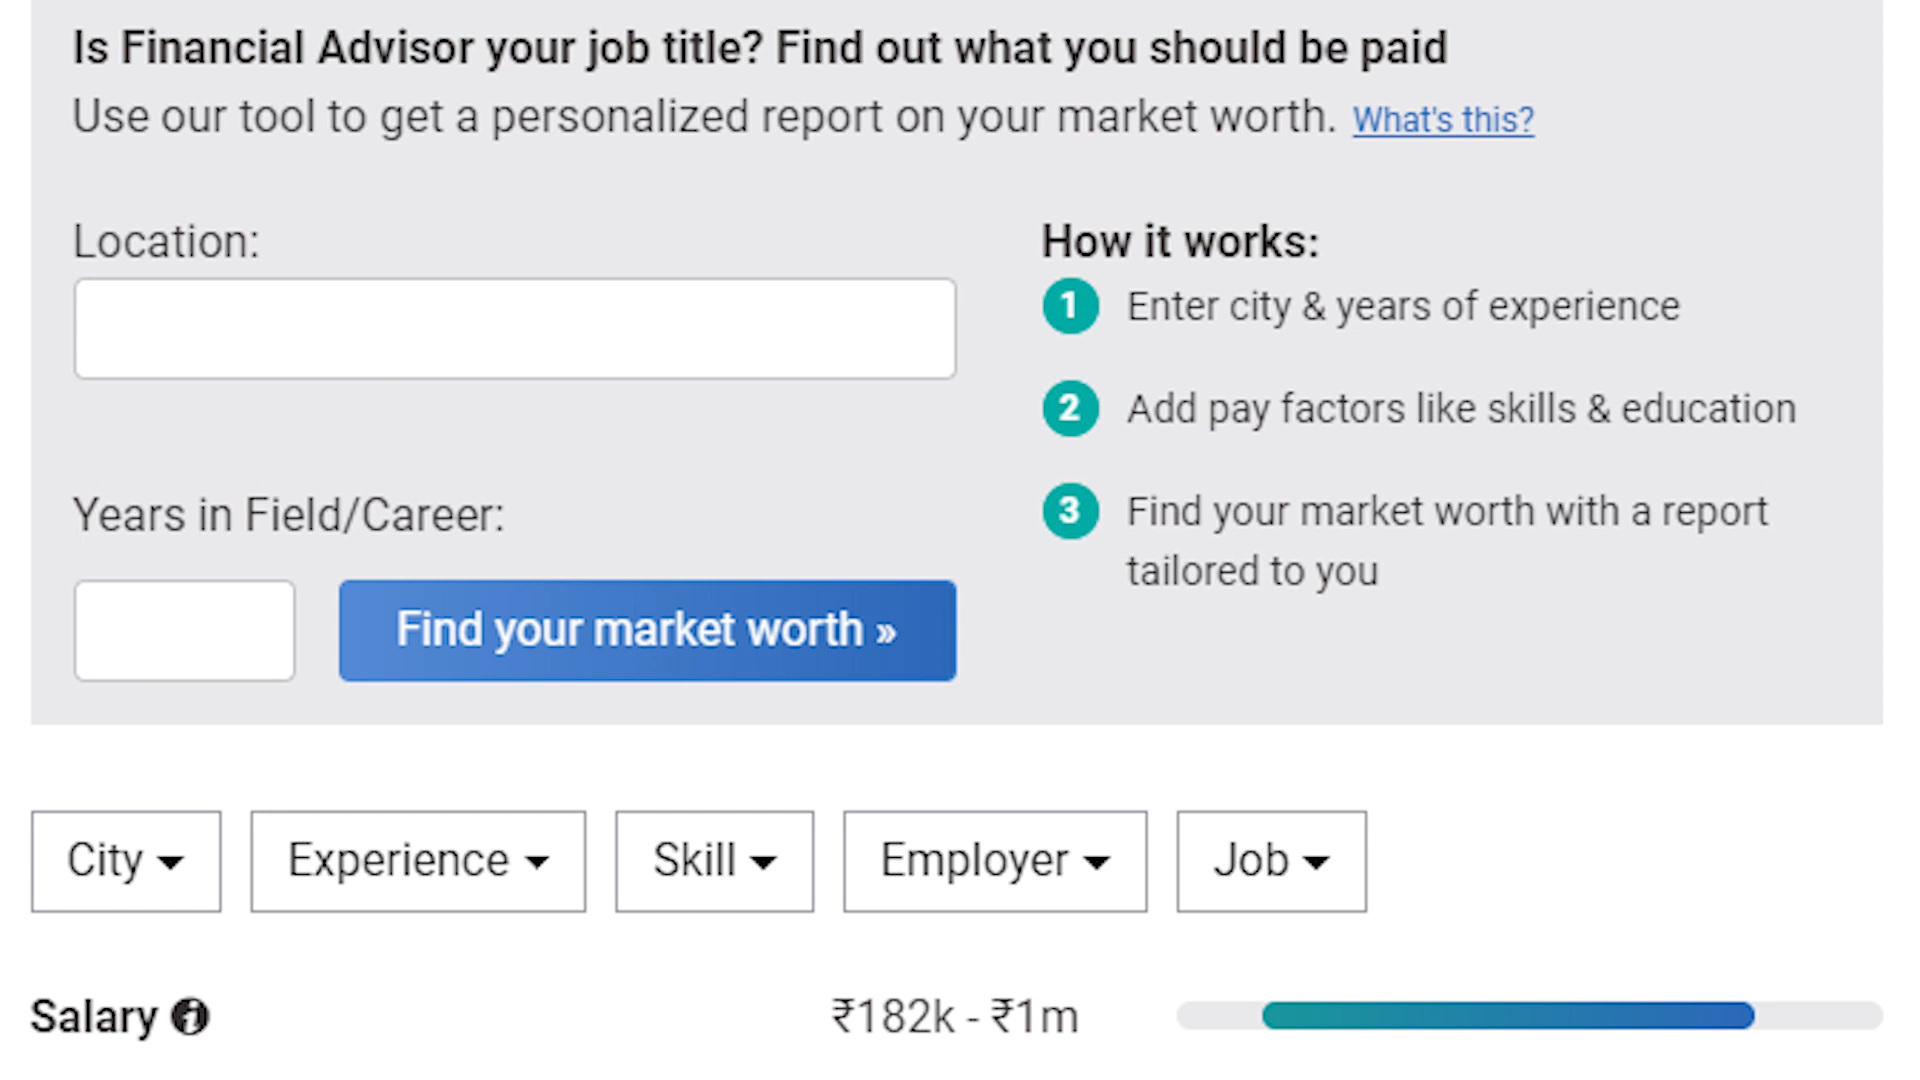 Is Financial Advisor your job title? Find out what you should be paid
Use our tool to get a personalized report on your market worth. What's this?
Location:
Years in Field/Career:
Find your market worth »
How it works:
1 Enter city & years of experience
2 Add pay factors like skills & education
3 Find your market worth with a report
tailored to you
City Experience Skill Employer Job
Salary i ₹182k - ₹1m